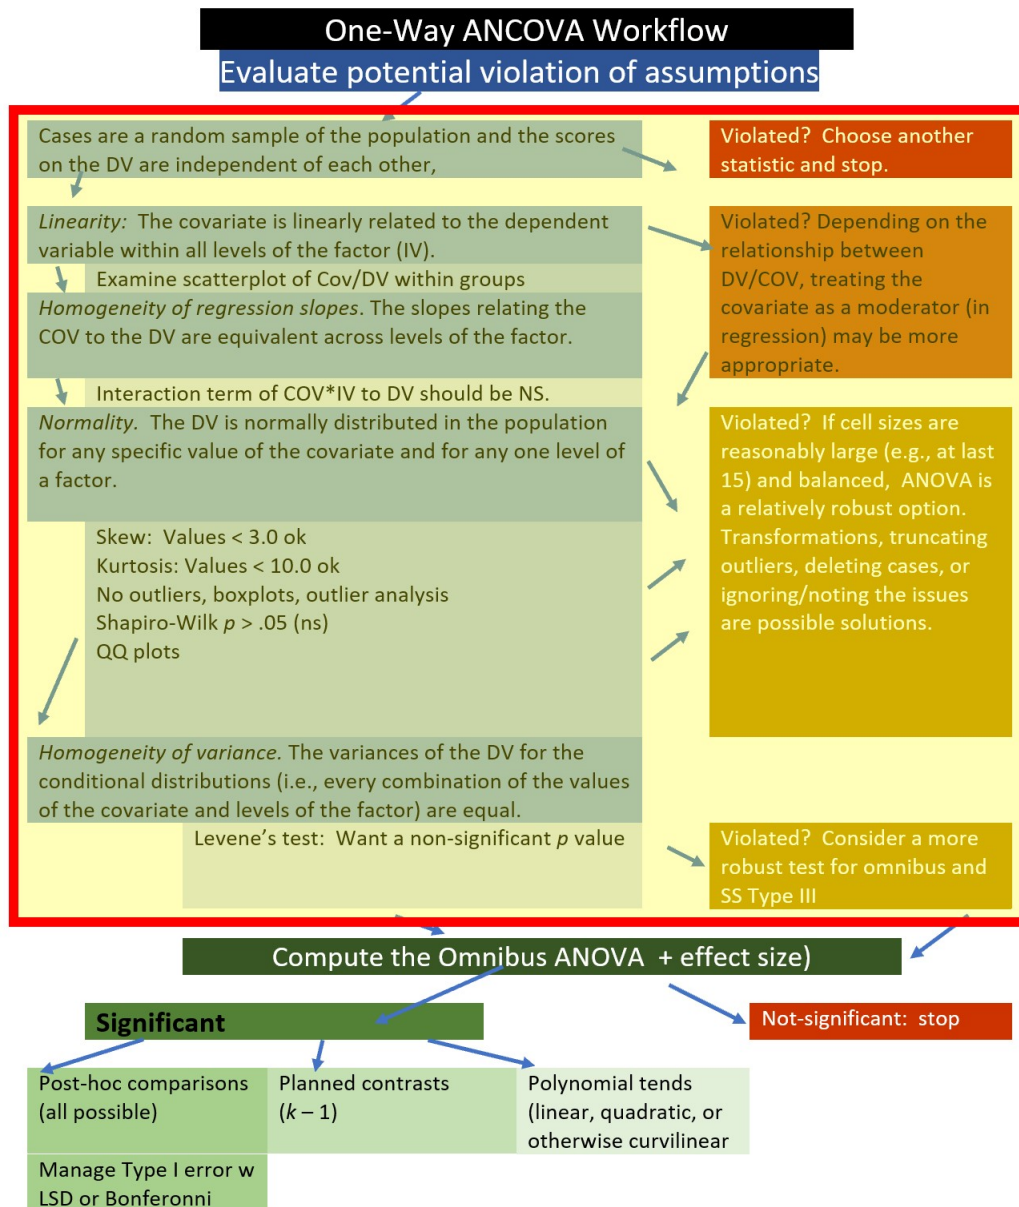 One-Way ANCOVA Workflow
Evaluate potential violation of assumptions
Cases are a random sample of the population and the scores
on the DV are independent of each other,
Violated?  Choose another
statistic and stop.
Linearity:  The covariate is linearly related to the dependent
variable within all levels of the factor (IV).
Examine scatterplot of Cov/DV within groups
Violated? Depending on the
relationship between
DV/COV, treating the
covariate as a moderator (in
regression) may be more
appropriate.
Homogeneity of regression slopes. The slopes relating the
COV to the DV are equivalent across levels of the factor.
Interaction term of COV*IV to DV should be NS.
Normality.  The DV is normally distributed in the population
for any specific value of the covariate and for any one level of
a factor.
Skew:  Values < 3.0 ok
Kurtosis: Values < 10.0 ok
No outliers, boxplots, outlier analysis
Shapiro-Wilk p > .05 (ns)
QQ plots
Violated?  If cell sizes are
reasonably large (e.g., at last
15) and balanced,  ANOVA is
a relatively robust option.
Transformations, truncating
outliers, deleting cases, or
ignoring/noting the issues
are possible solutions.
Homogeneity of variance. The variances of the DV for the
conditional distributions (i.e., every combination of the values
of the covariate and levels of the factor) are equal.
Levene's test:  Want a non-significant p value
Violated?  Consider a more
robust test for omnibus and
SS Type III
Compute the Omnibus ANOVA  + effect size)
Significant
Not-significant:  stop
Post-hoc comparisons
(all possible)
Planned contrasts
(k – 1)
Polynomial tends
(linear, quadratic, or
otherwise curvilinear
Manage Type I error w
LSD or Bonferonni